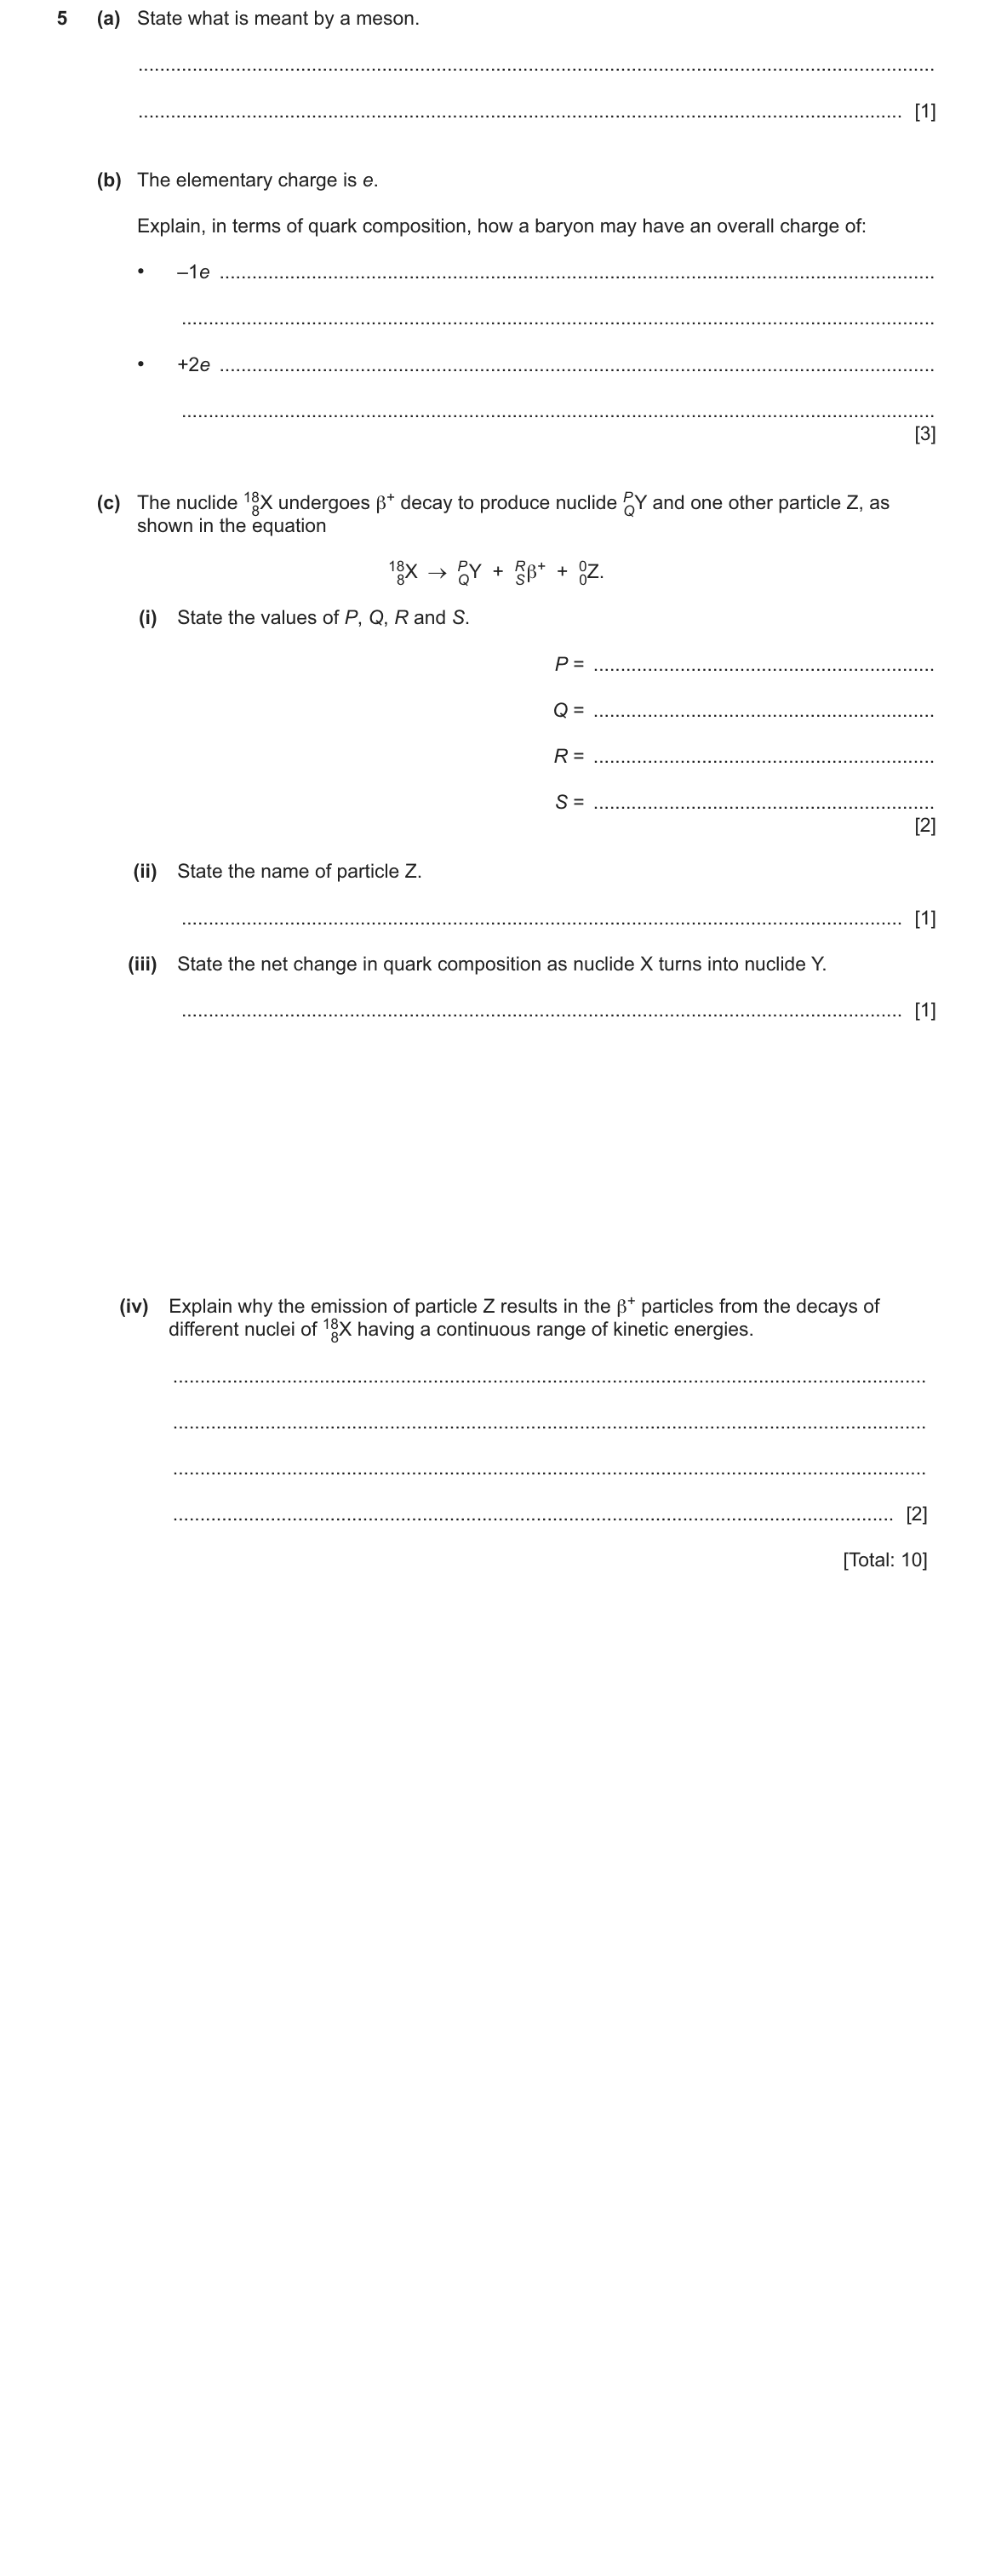 5 (a) State what is meant by a meson.
..........................................................................................
.......................................................................................... [1]
(b) The elementary charge is e.
Explain, in terms of quark composition, how a baryon may have an overall charge of:
• –1e ..........................................................................................
..........................................................................................
• +2e ..........................................................................................
..........................................................................................
[3]
(c) The nuclide ¹⁸₈X undergoes β⁺ decay to produce nuclide ᴾ_QY and one other particle Z, as
shown in the equation
¹⁸₈X → ᴾ_QY + ᴿ_Sβ⁺ + ⁰₀Z.
(i) State the values of P, Q, R and S.
P = ..........................................................
Q = ..........................................................
R = ..........................................................
S = ..........................................................
[2]
(ii) State the name of particle Z.
.......................................................................................... [1]
(iii) State the net change in quark composition as nuclide X turns into nuclide Y.
.......................................................................................... [1]
(iv) Explain why the emission of particle Z results in the β⁺ particles from the decays of
different nuclei of ¹⁸₈X having a continuous range of kinetic energies.
..........................................................................................
..........................................................................................
..........................................................................................
.......................................................................................... [2]
[Total: 10]